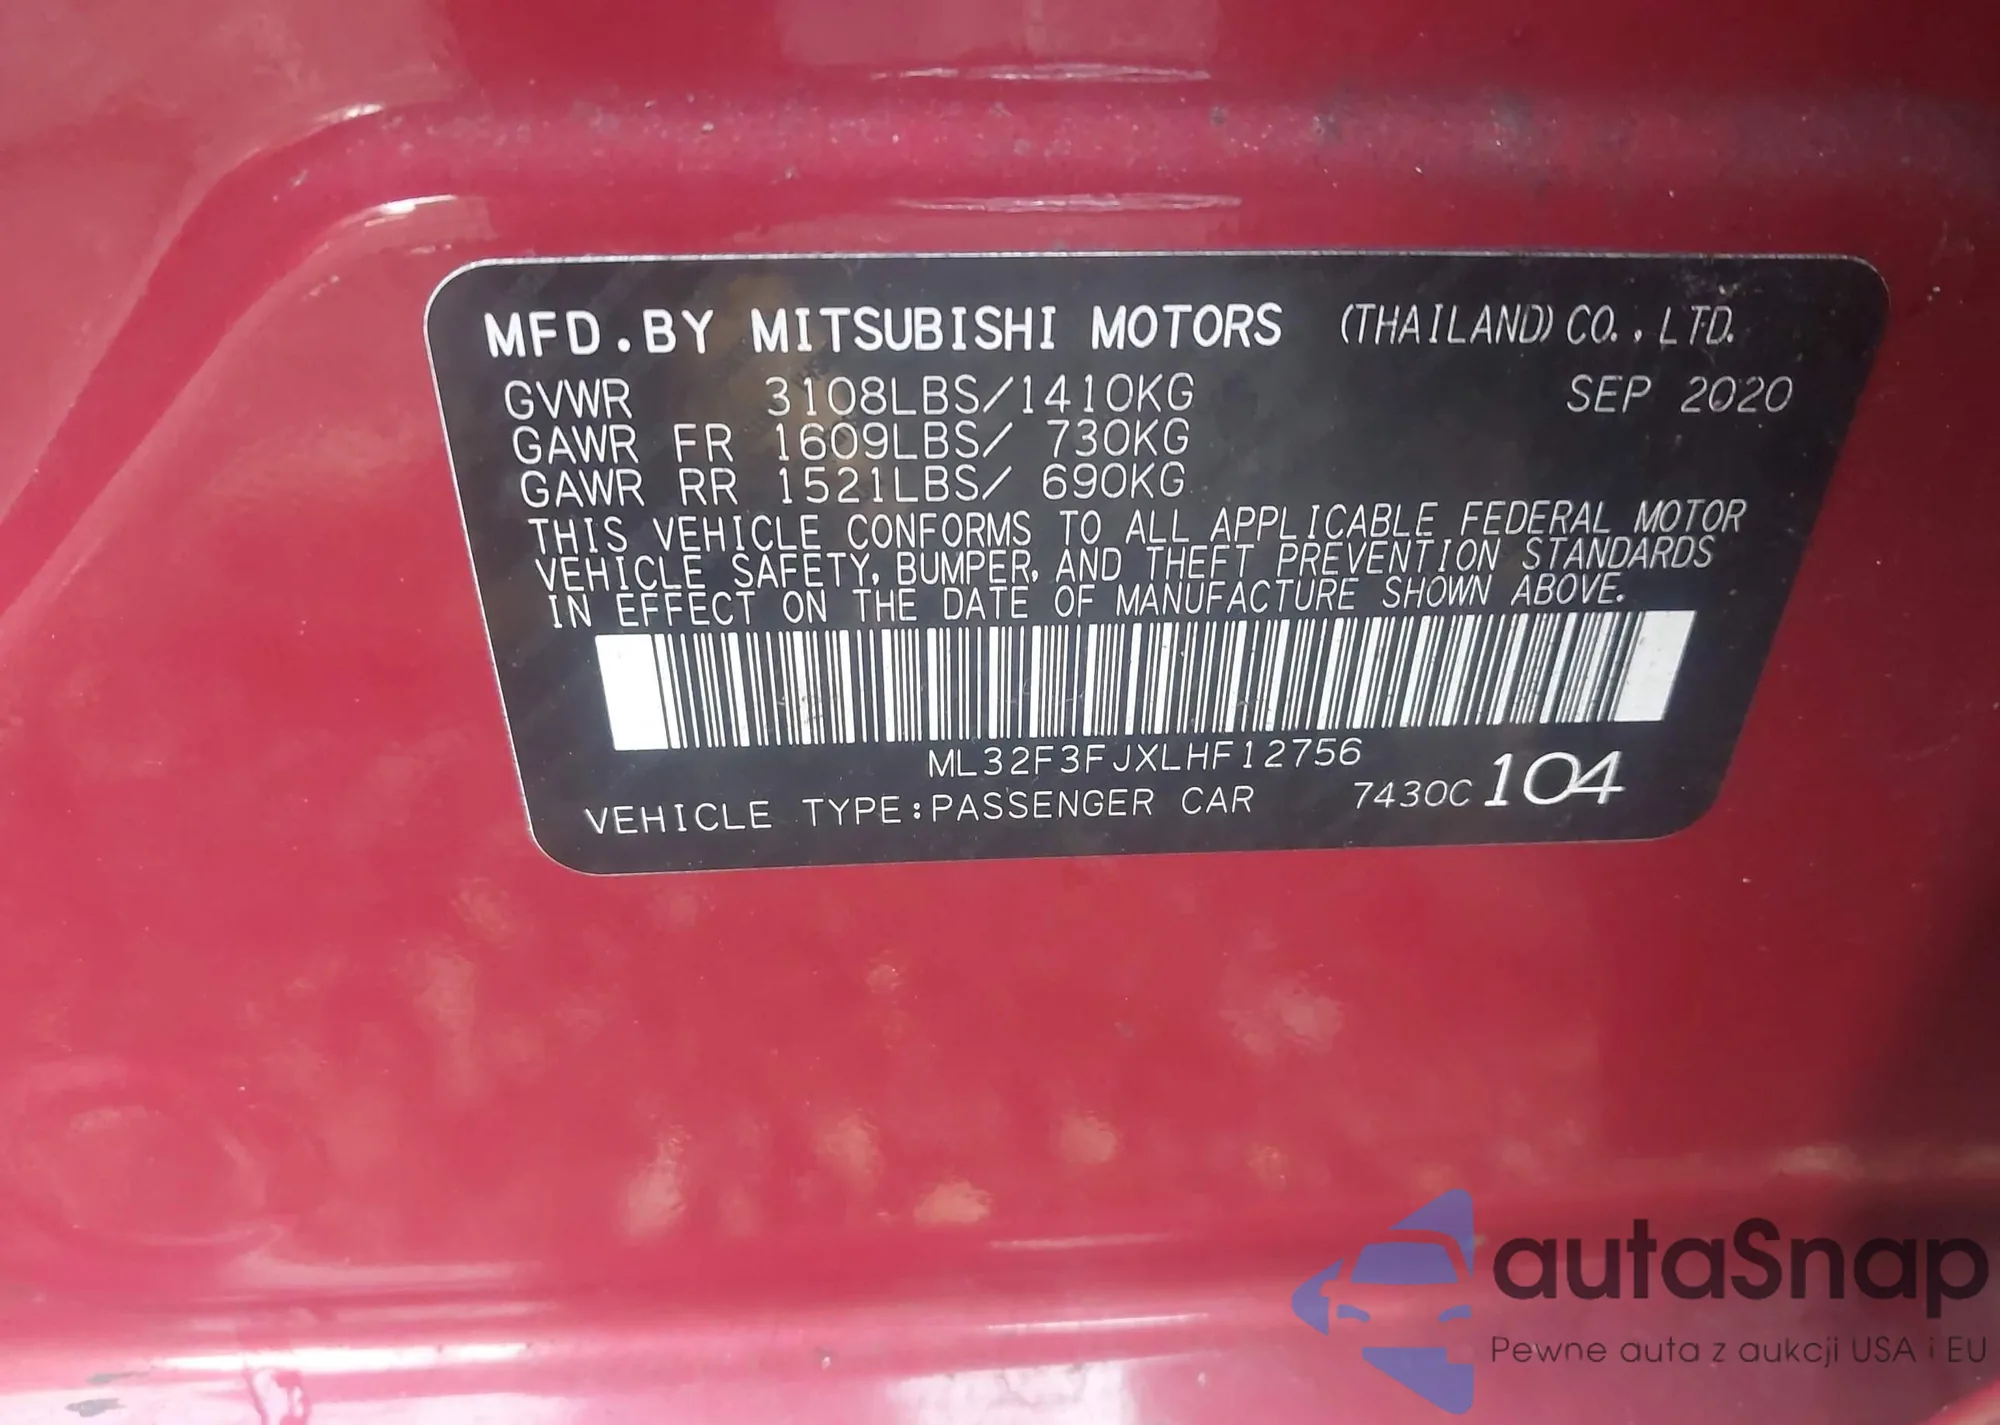 MFD.BY MITSUBISHI MOTORS (THAILAND) CO., LTD.
GVWR 3108LBS/1410KG SEP 2020
GAWR FR 1609LBS/ 730KG
GAWR RR 1521LBS/ 690KG
THIS VEHICLE CONFORMS TO ALL APPLICABLE FEDERAL MOTOR
VEHICLE SAFETY, BUMPER, AND THEFT PREVENTION STANDARDS
IN EFFECT ON THE DATE OF MANUFACTURE SHOWN ABOVE.
ML32F3FJXLHF12756
VEHICLE TYPE:PASSENGER CAR 7430C 104
autaSnap
Pewne auta z aukcji USA i EU